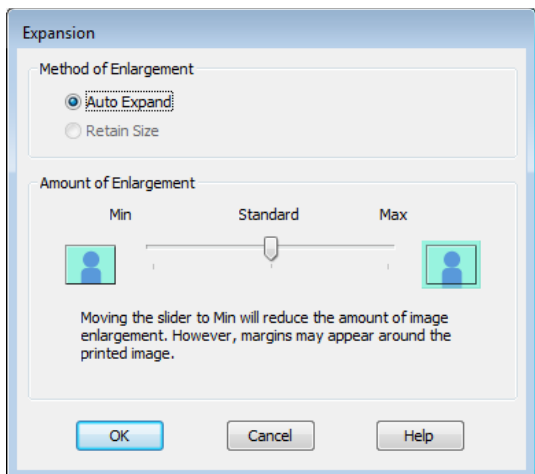 Expansion
Method of Enlargement
Auto Expand
Retain Size
Amount of Enlargement
Min Standard Max
Moving the slider to Min will reduce the amount of image
enlargement. However, margins may appear around the
printed image.
OK Cancel Help